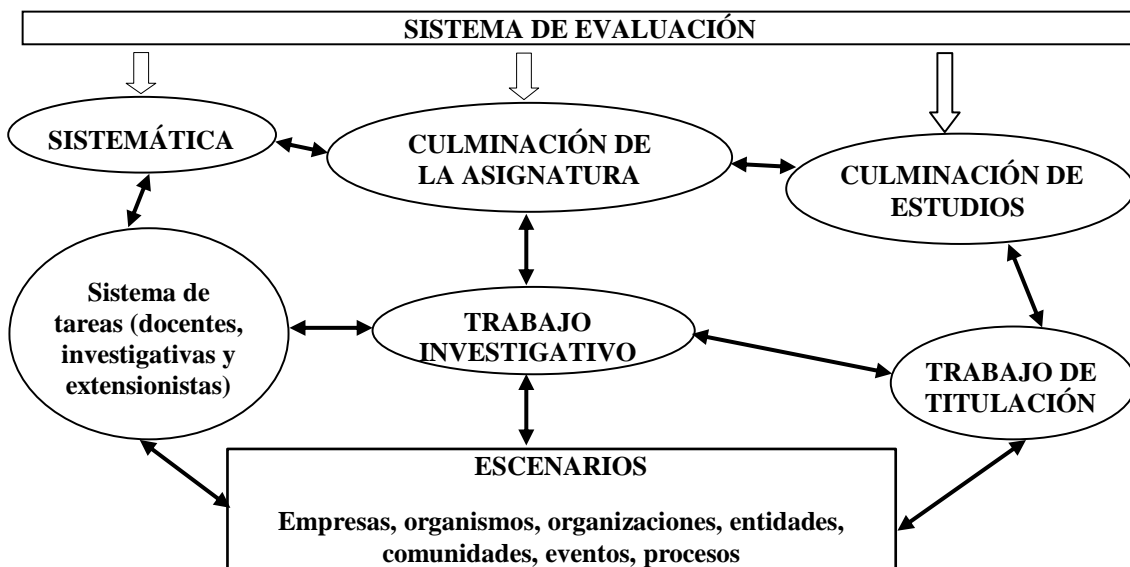 SISTEMA DE EVALUACIÓN
SISTEMÁTICA
CULMINACIÓN DE
LA ASIGNATURA
CULMINACIÓN DE
ESTUDIOS
Sistema de
tareas (docentes,
investigativas y
extensionistas)
TRABAJO
INVESTIGATIVO
TRABAJO DE
TITULACIÓN
ESCENARIOS
Empresas, organismos, organizaciones, entidades,
comunidades, eventos, procesos